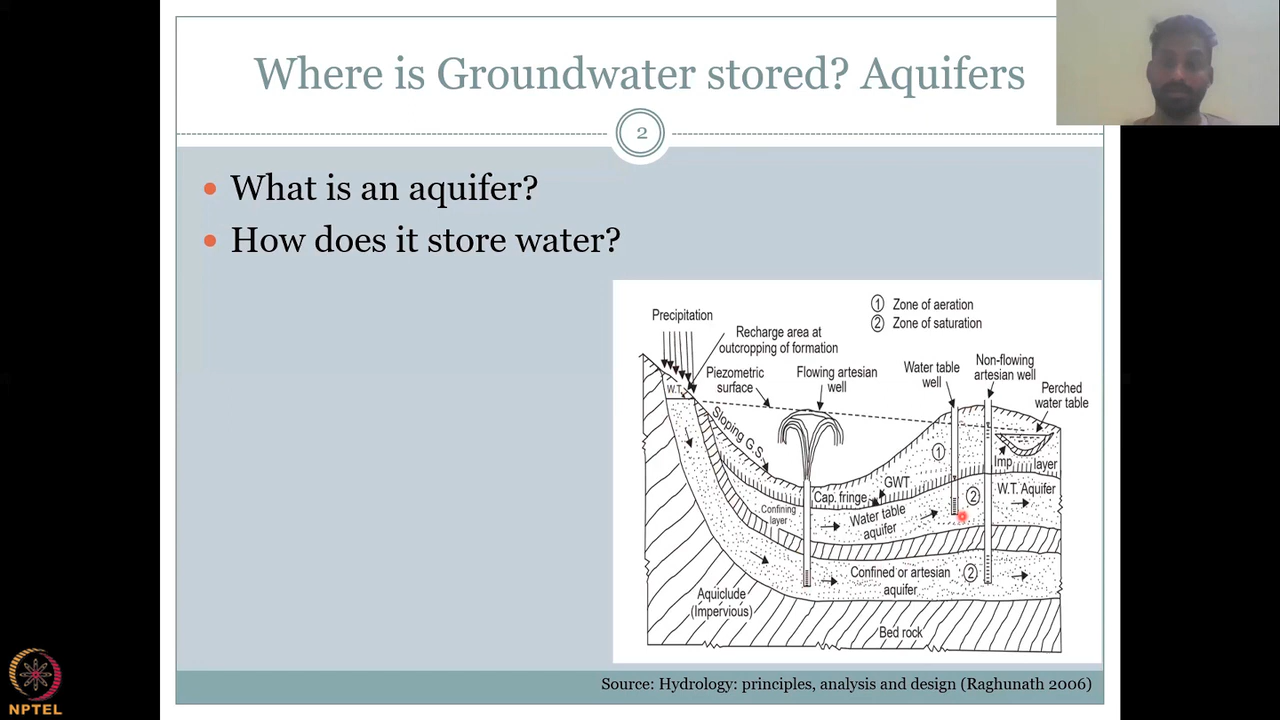 Where is Groundwater stored? Aquifers
2
• What is an aquifer?
• How does it store water?
① Zone of aeration
② Zone of saturation
Precipitation
Recharge area at
outcropping of formation
Piezometric
surface
Flowing artesian
well
Water table
well
Non-flowing
artesian well
Perched
water table
W.T.
Sloping G.S.
①
Imp
layer
Cap. fringe
GWT
②
W.T. Aquifer
Confining
layer
Water table
aquifer
Confined or artesian
aquifer
②
Aquiclude
(Impervious)
Bed rock
Source: Hydrology: principles, analysis and design (Raghunath 2006)
NPTEL